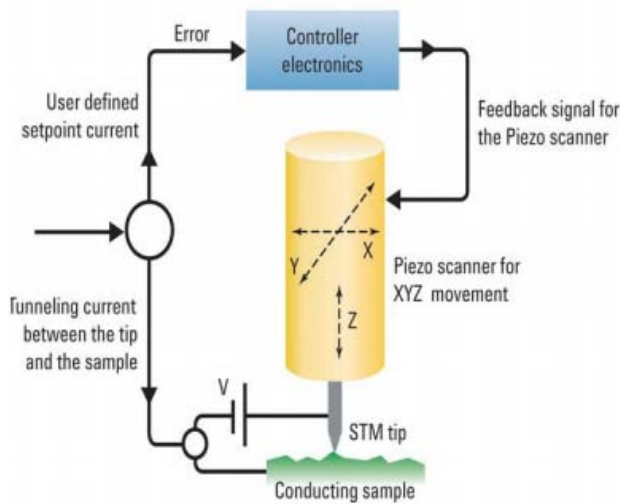 Error
Controller
electronics
User defined
setpoint current
Feedback signal for
the Piezo scanner
X
Y
Piezo scanner for
XYZ movement
Z
Tunneling current
between the tip
and the sample
V
STM tip
Conducting sample